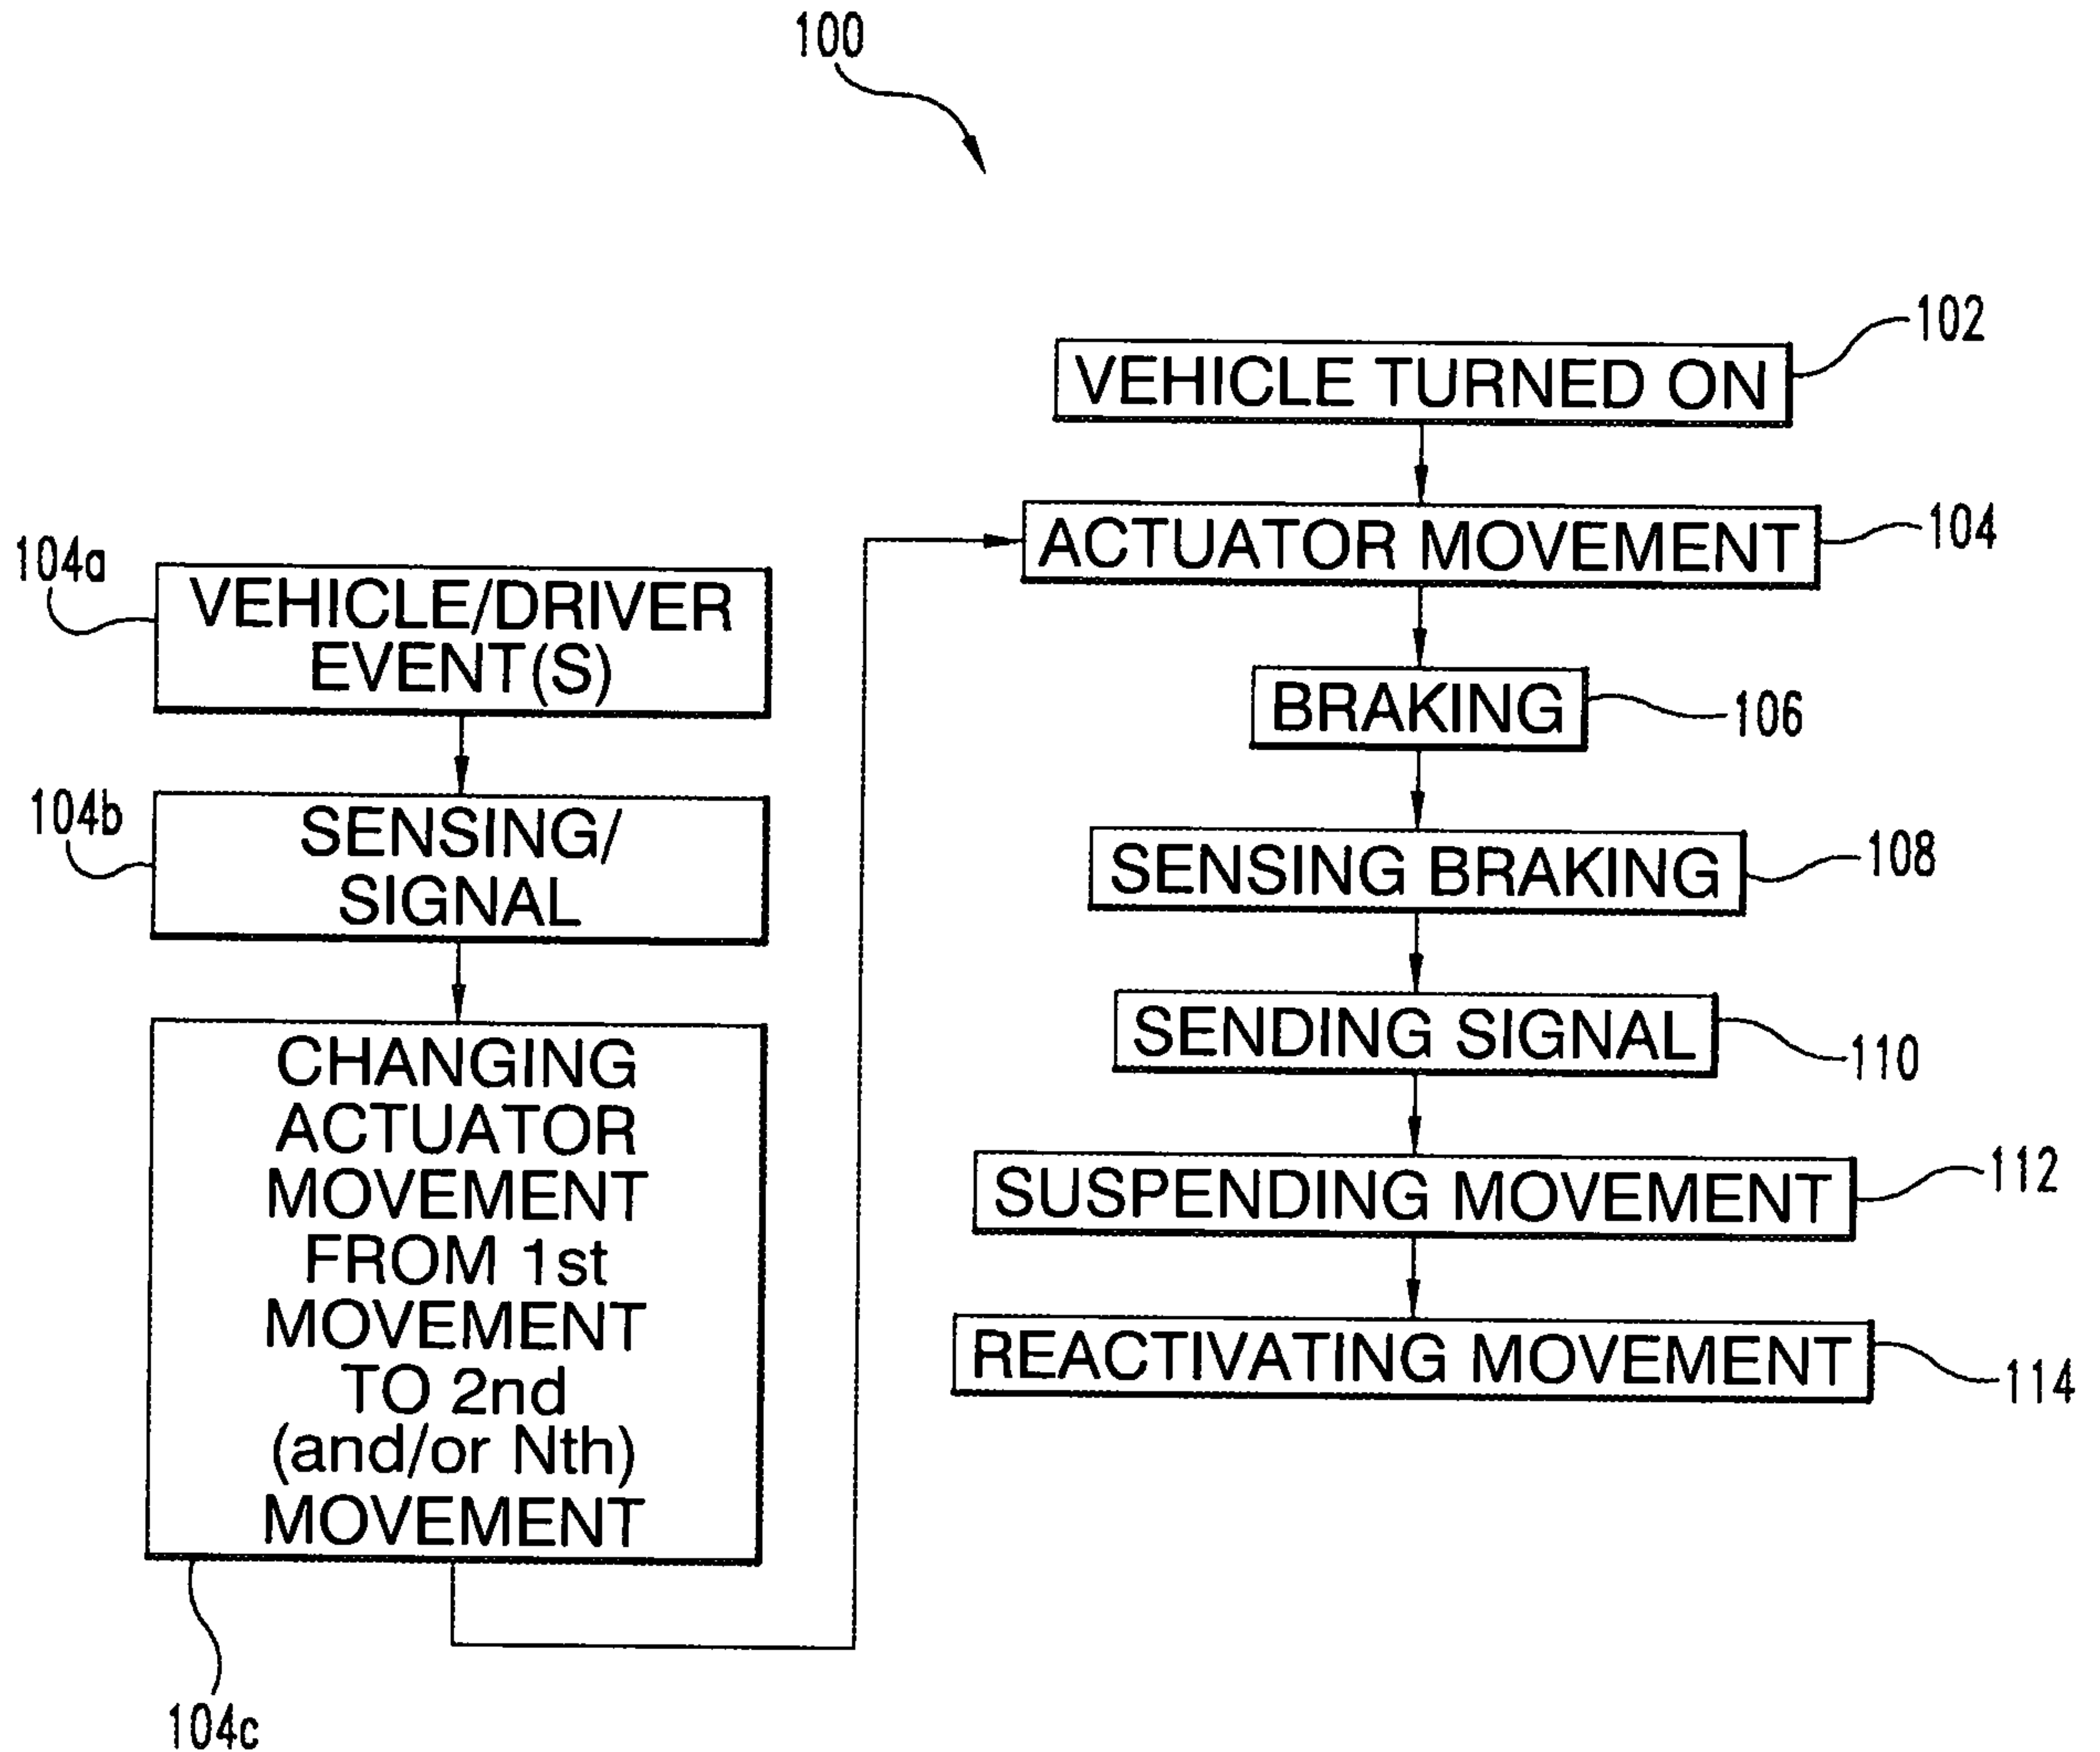 100
VEHICLE TURNED ON
102
ACTUATOR MOVEMENT
104
BRAKING
106
SENSING BRAKING
108
SENDING SIGNAL
110
SUSPENDING MOVEMENT
112
REACTIVATING MOVEMENT
114
104a
VEHICLE/DRIVER
EVENT(S)
104b
SENSING/
SIGNAL
CHANGING
ACTUATOR
MOVEMENT
FROM 1st
MOVEMENT
TO 2nd
(and/or Nth)
MOVEMENT
104c